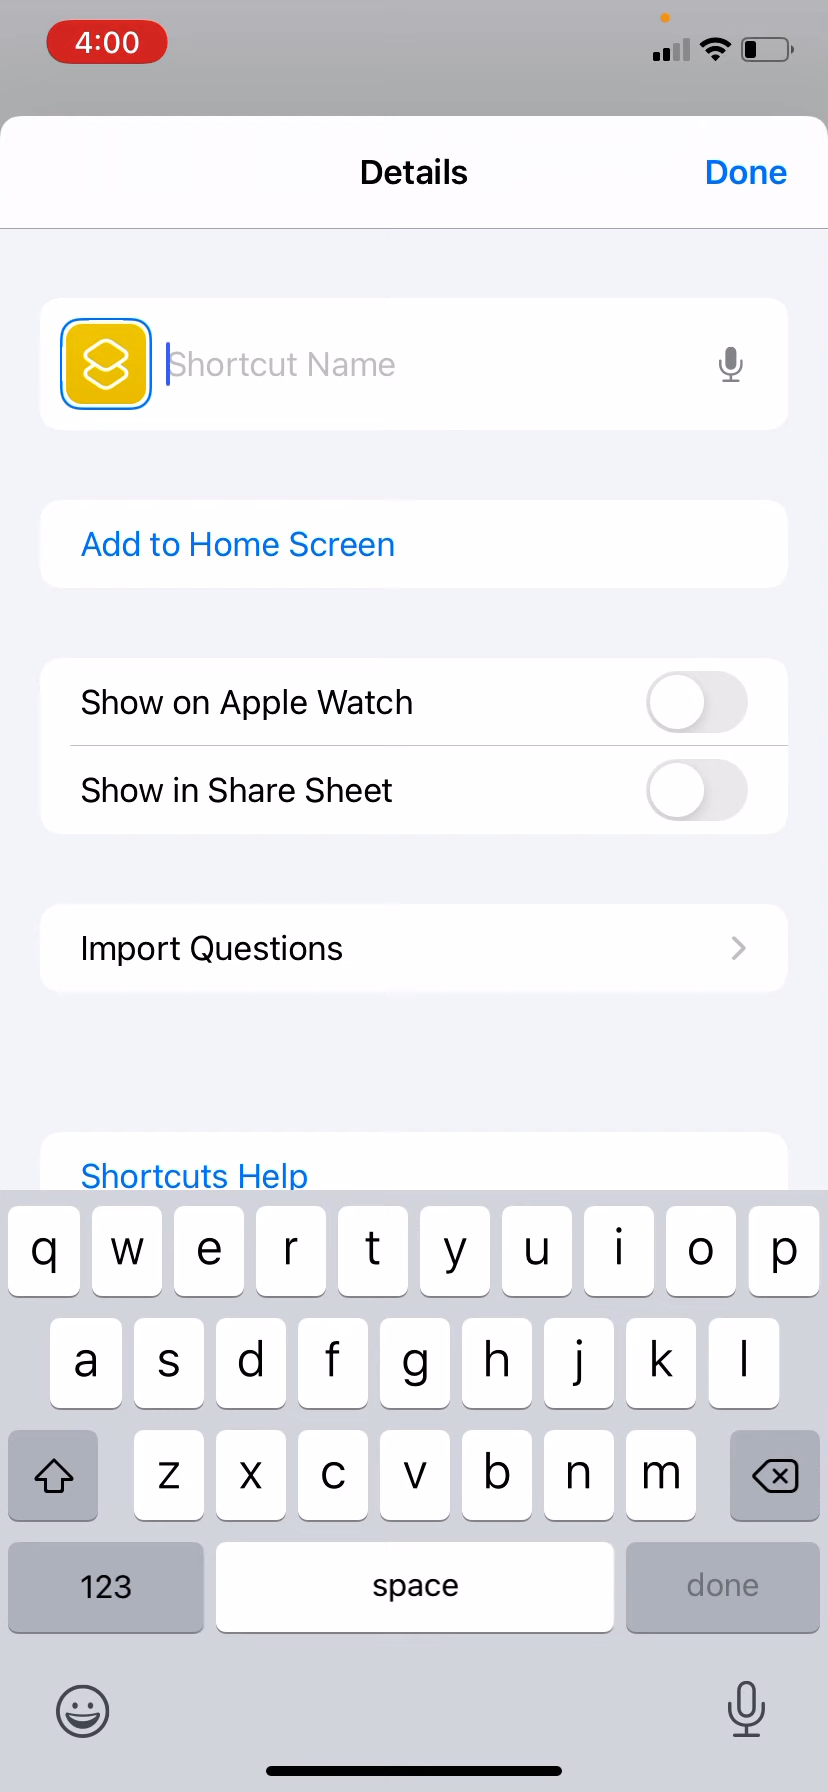 4:00
Details
Done
Shortcut Name
Add to Home Screen
Show on Apple Watch
Show in Share Sheet
Import Questions
Shortcuts Help
q w e r t y u i o p
a s d f g h j k l
z x c v b n m
123 space done